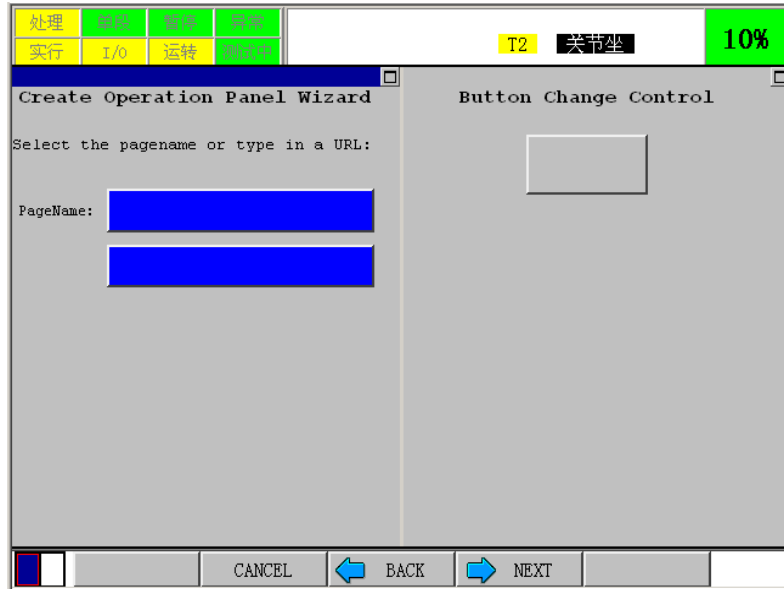 处理 单段 暂停 异常
实行 I/O 运转 测试中
T2 关节坐 10%
Create Operation Panel Wizard
Select the pagename or type in a URL:
PageName:
Button Change Control
CANCEL BACK NEXT